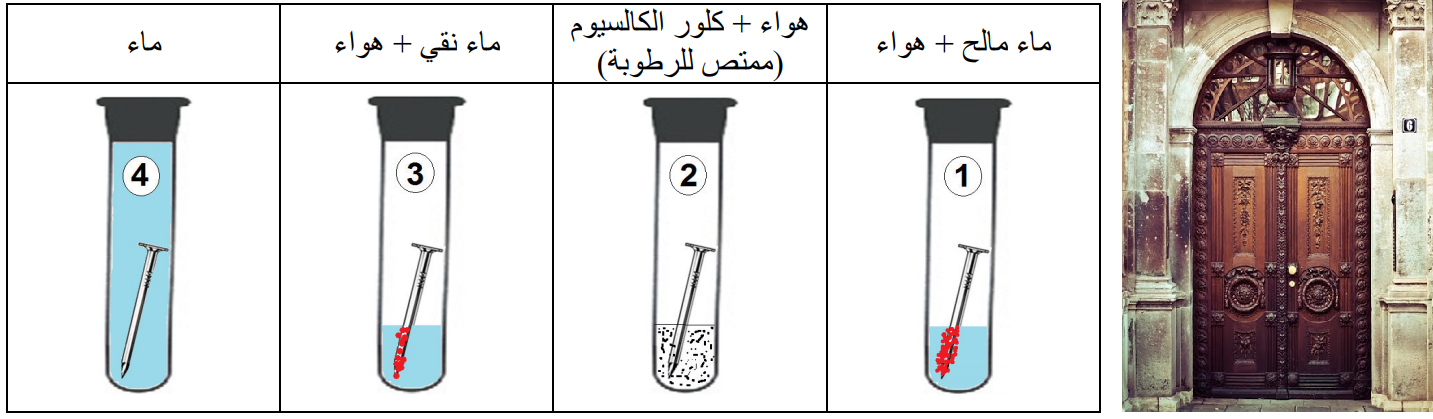 ماء مالح + هواء
هواء + كلور الكالسيوم
(ممتص للرطوبة)
ماء نقي + هواء
ماء
1
2
3
4
6